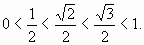 0 < 1/2 < √2/2 < √3/2 < 1.